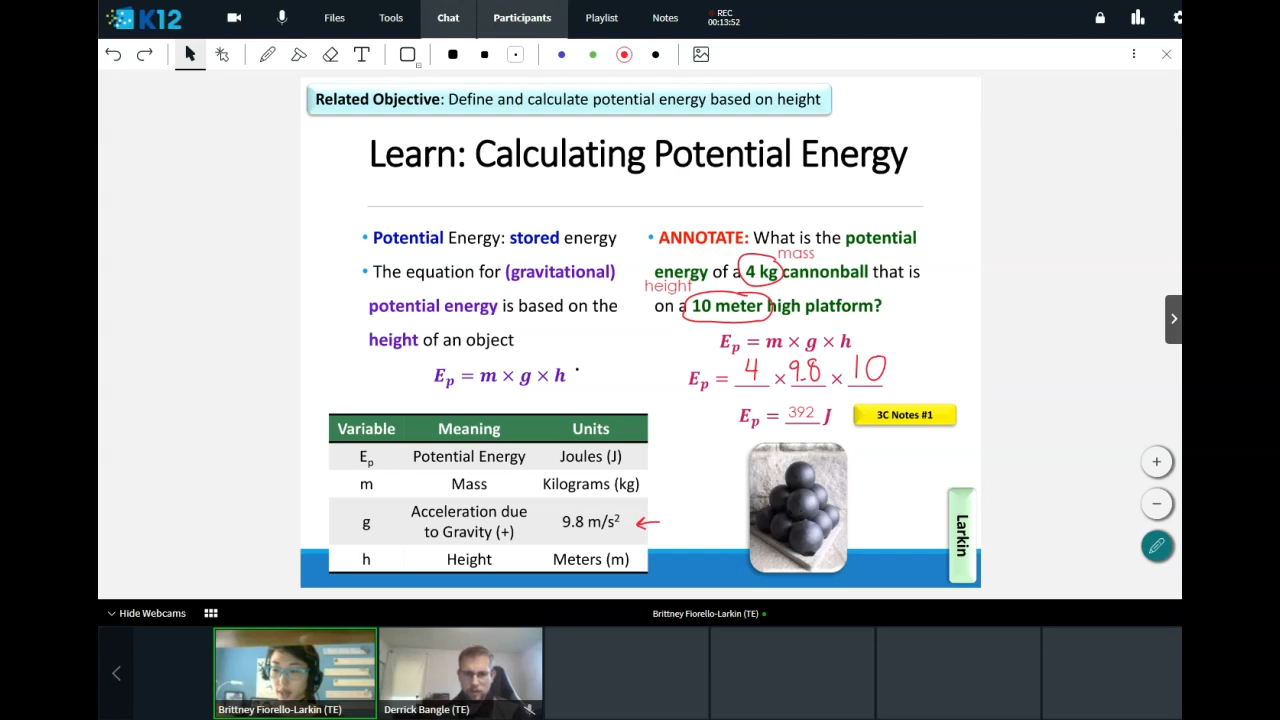 K12
Files
Tools
Chat
Participants
Playlist
Notes
REC
00:13:52
T
Related Objective: Define and calculate potential energy based on height
Learn: Calculating Potential Energy
• Potential Energy: stored energy
• The equation for (gravitational)
potential energy is based on the
height of an object
Ep = m × g × h
• ANNOTATE: What is the potential
mass
energy of a 4 kg cannonball that is
height
on a 10 meter high platform?
Ep = m × g × h
Ep = 4 × 9.8 × 10
Ep = 392 J
3C Notes #1
Variable Meaning Units
Ep Potential Energy Joules (J)
m Mass Kilograms (kg)
g Acceleration due to Gravity (+) 9.8 m/s²
h Height Meters (m)
Larkin
Hide Webcams
Brittney Fiorello-Larkin (TE)
Brittney Fiorello-Larkin (TE)
Derrick Bangle (TE)